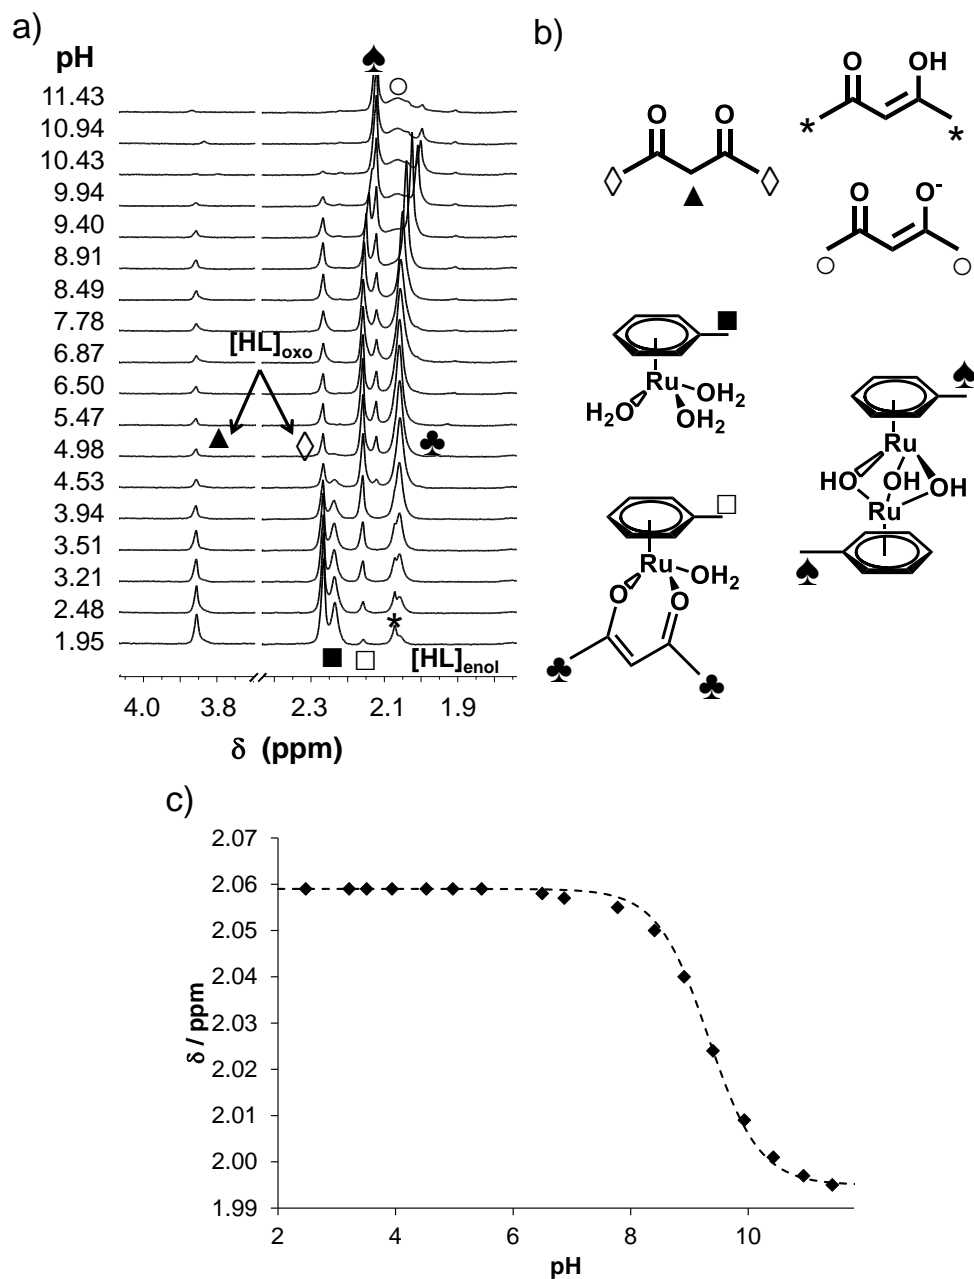 a)
pH
11.43
10.94
10.43
9.94
9.40
8.91
8.49
7.78
6.87
6.50
5.47
4.98
4.53
3.94
3.51
3.21
2.48
1.95
[HL]oxo
*
[HL]enol
4.0 3.8 2.3 2.1 1.9
δ (ppm)
b)
O OH
* *
O O
O O-
Ru
H2O OH2 OH2
Ru
HO OH OH
Ru
Ru OH2
O O
c)
2.07
2.06
2.05
2.04
2.03
2.02
2.01
2.00
1.99
δ / ppm
2 4 6 8 10
pH